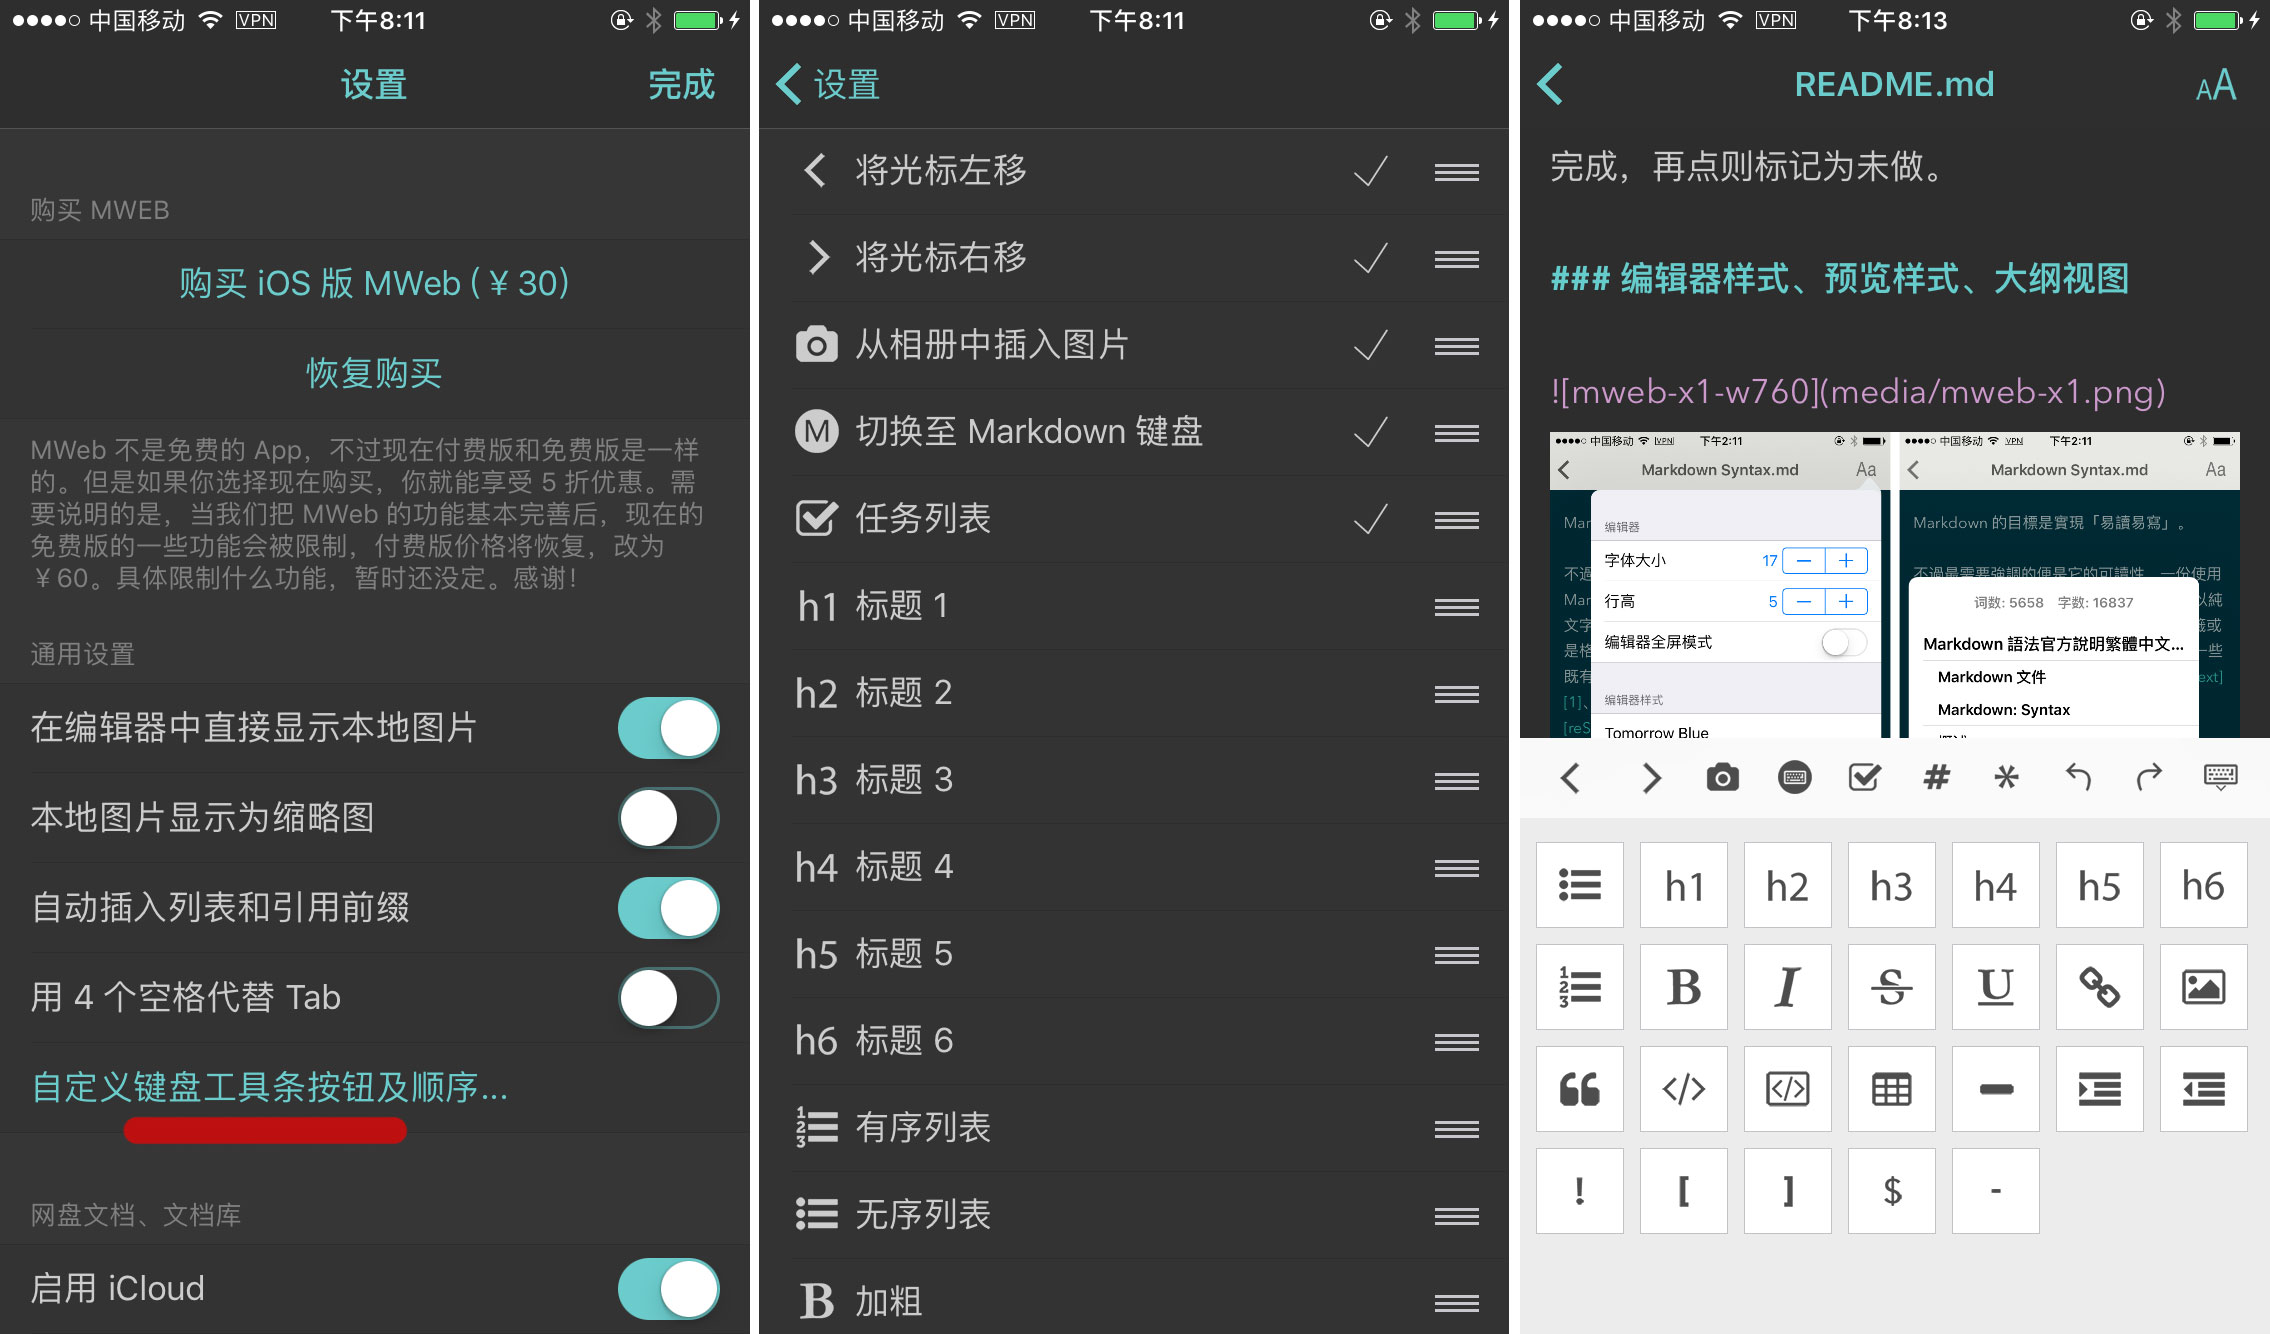 中国移动 VPN 下午8:11
设置 完成
购买 MWEB
购买 iOS 版 MWeb (￥30)
恢复购买
MWeb 不是免费的 App，不过现在付费版和免费版是一样
的。但是如果你选择现在购买，你就能享受 5 折优惠。需
要说明的是，当我们把 MWeb 的功能基本完善后，现在的
免费版的一些功能会被限制，付费版价格将恢复，改为
￥60。具体限制什么功能，暂时还没定。感谢！
通用设置
在编辑器中直接显示本地图片
本地图片显示为缩略图
自动插入列表和引用前缀
用 4 个空格代替 Tab
自定义键盘工具条按钮及顺序...
网盘文档、文档库
启用 iCloud
中国移动 VPN 下午8:11
设置
将光标左移
将光标右移
从相册中插入图片
M 切换至 Markdown 键盘
任务列表
h1 标题 1
h2 标题 2
h3 标题 3
h4 标题 4
h5 标题 5
h6 标题 6
有序列表
无序列表
B 加粗
中国移动 VPN 下午8:13
README.md AA
完成，再点则标记为未做。
### 编辑器样式、预览样式、大纲视图
![mweb-x1-w760](media/mweb-x1.png)
中国移动 VPN 下午2:11
Markdown Syntax.md Aa
编辑器
字体大小 17
行高 5
编辑器全屏模式
编辑器样式
Tomorrow Blue
中国移动 VPN 下午2:11
Markdown Syntax.md Aa
Markdown 的目標是實現「易讀易寫」。
不過最需要強調的便是它的可讀性。一份使用
词数: 5658 字数: 16837
Markdown 語法官方說明繁體中文...
Markdown 文件
Markdown: Syntax
# *
h1 h2 h3 h4 h5 h6
B I S U
</> </>
! [ ] $ -